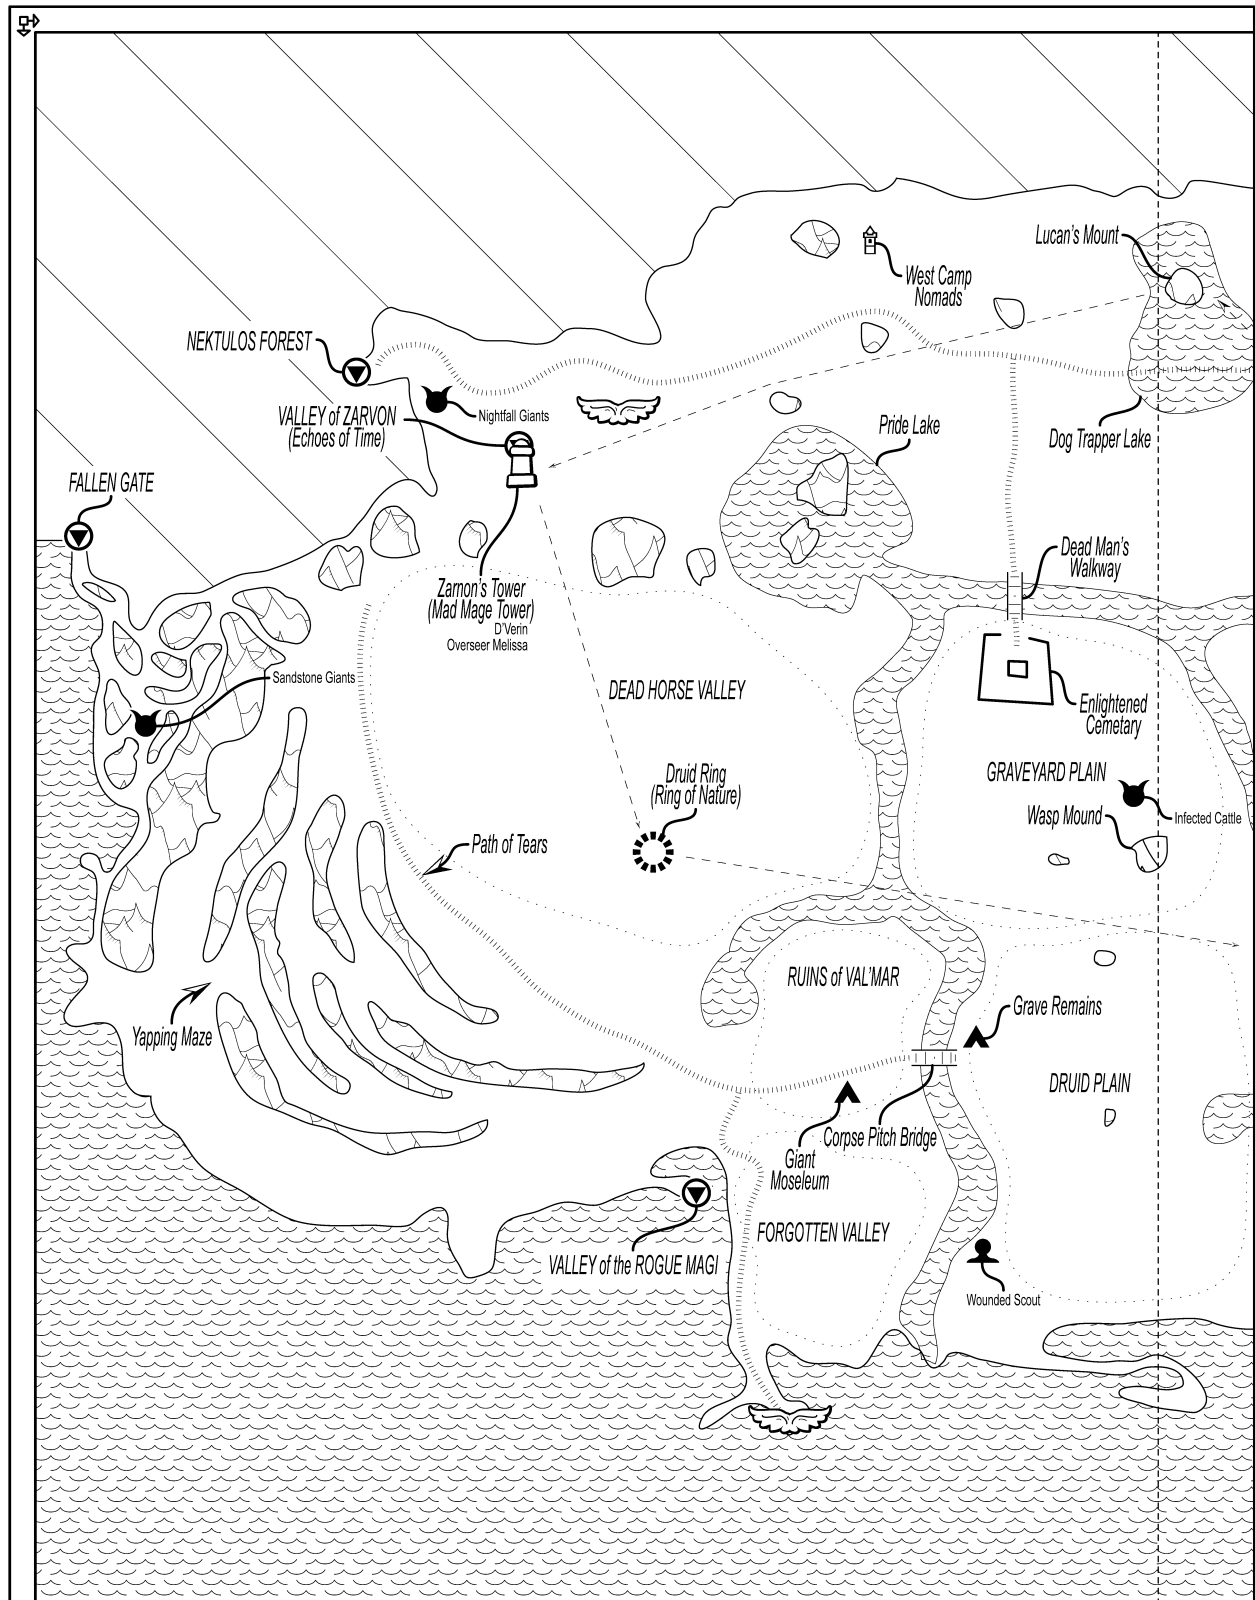 Lucan's Mount
West Camp
Nomads
NEKTULOS FOREST
VALLEY of ZARVON
(Echoes of Time)
Nightfall Giants
Pride Lake
Dog Trapper Lake
FALLEN GATE
Dead Man's
Walkway
Zarnon's Tower
(Mad Mage Tower)
D'Verin
Overseer Melissa
Sandstone Giants
DEAD HORSE VALLEY
Enlightened
Cemetary
GRAVEYARD PLAIN
Druid Ring
(Ring of Nature)
Wasp Mound
Infected Cattle
Path of Tears
RUINS of VAL'MAR
Grave Remains
Yapping Maze
DRUID PLAIN
Corpse Pitch Bridge
Giant
Moseleum
FORGOTTEN VALLEY
VALLEY of the ROGUE MAGI
Wounded Scout